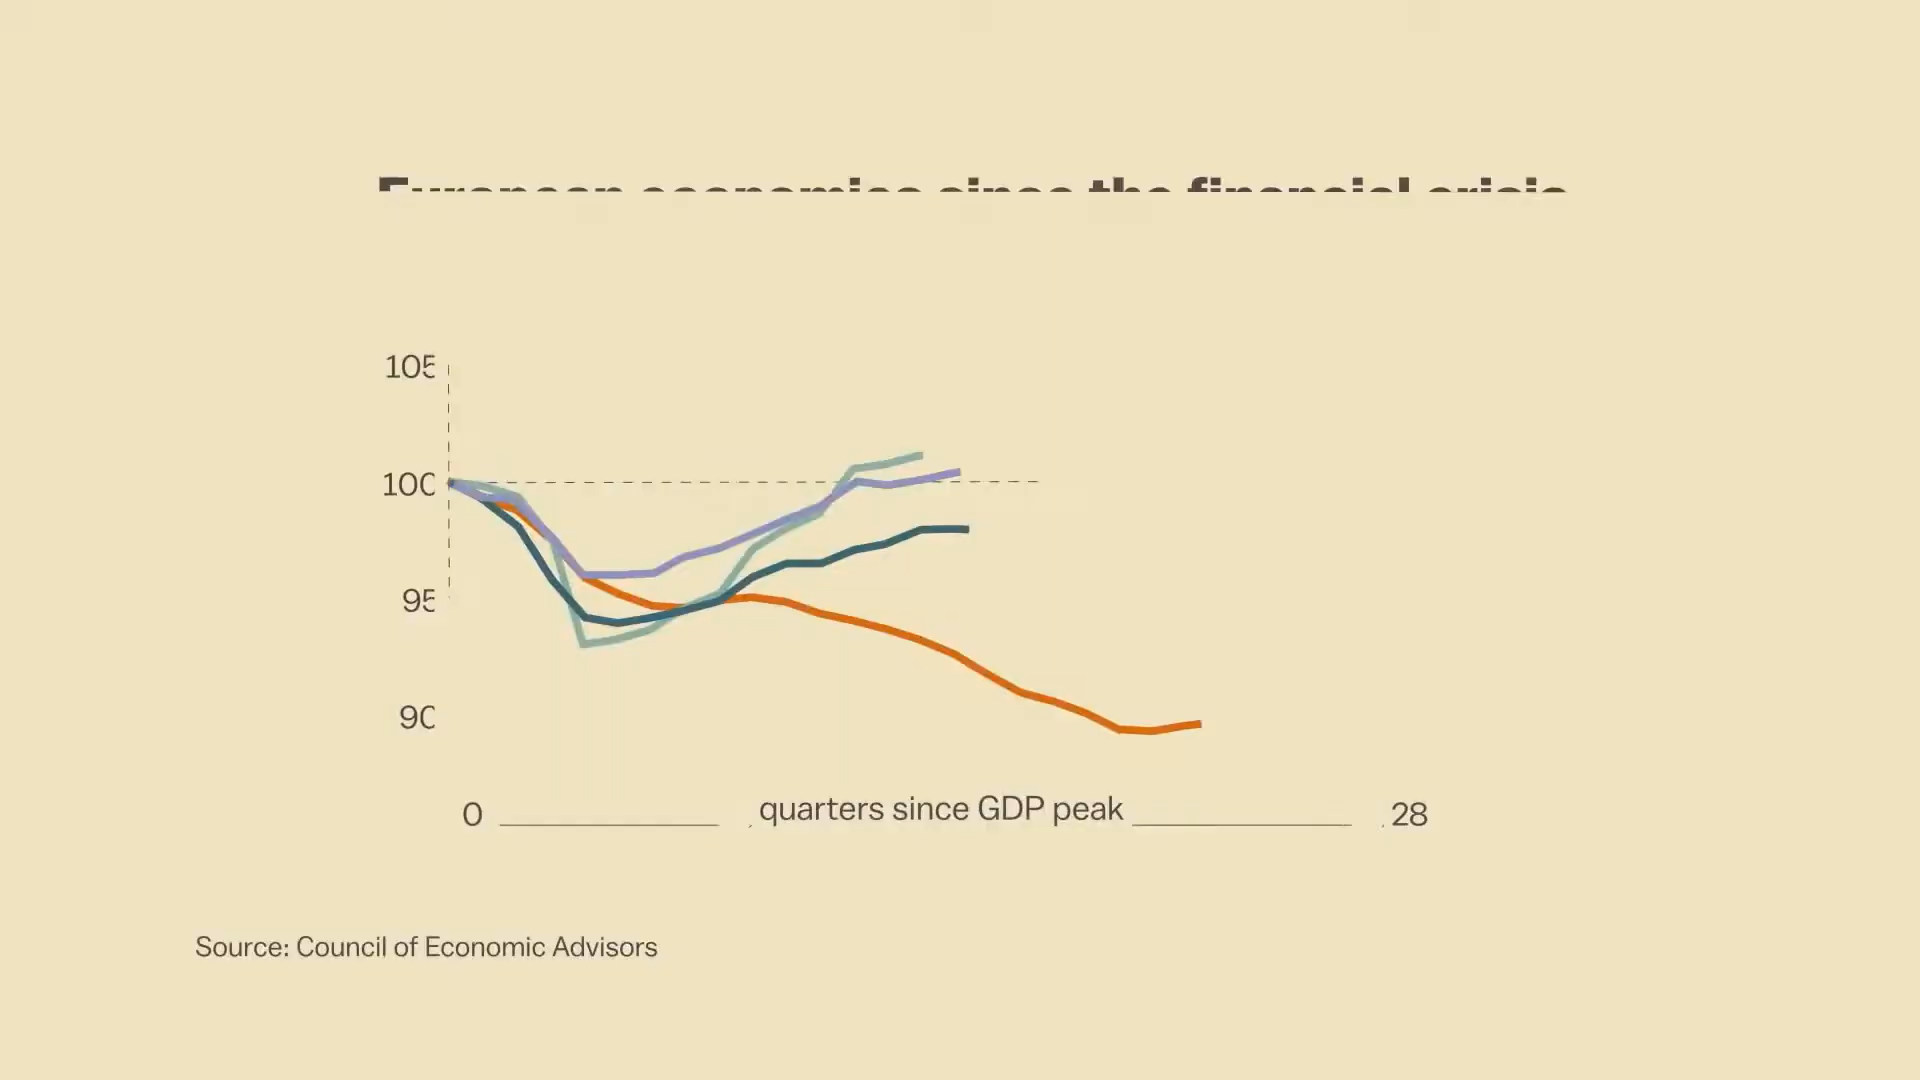 European economies since the financial crisis
105
100
95
90
0 quarters since GDP peak 28
Source: Council of Economic Advisors